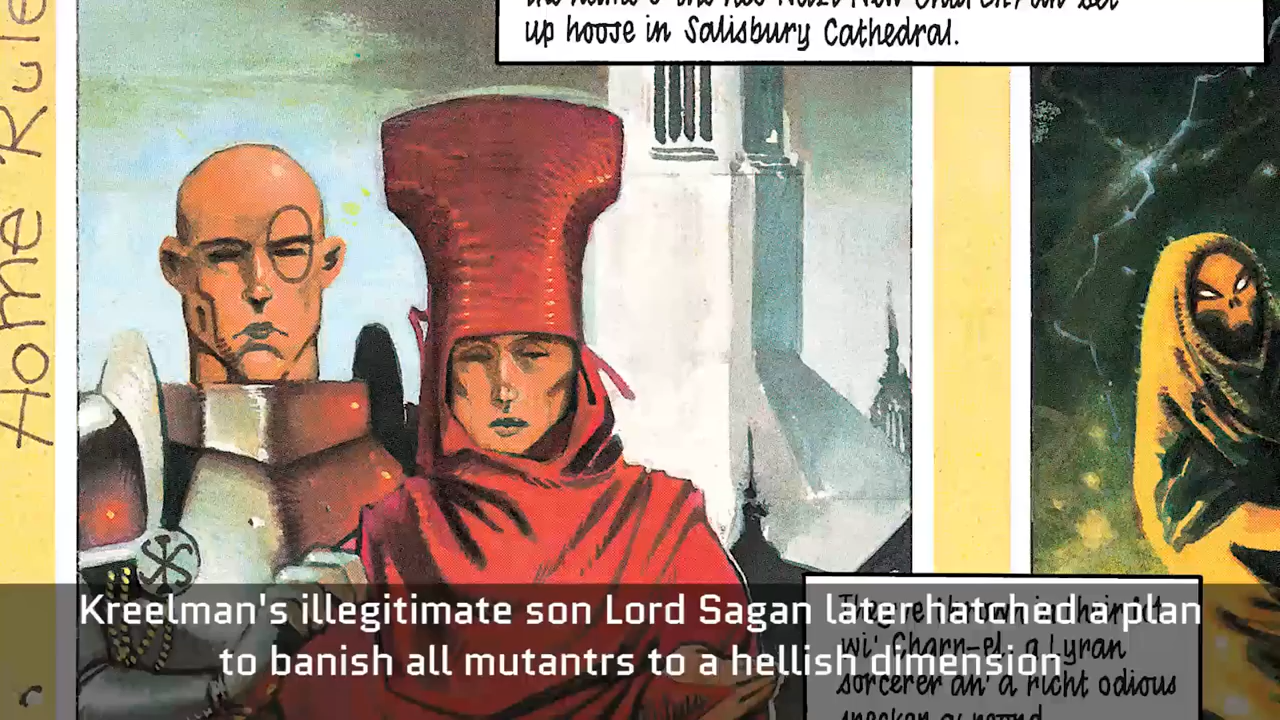 up hoose in Salisbury Cathedral.
Home Rule
Kreelman's illegitimate son Lord Sagan later hatched a plan
to banish all mutantrs to a hellish dimension
wi' Charn-el, a Lyran
sorcerer an' a richt odious